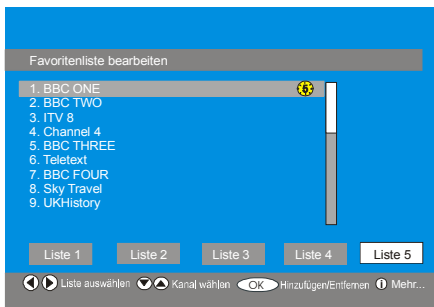 Favoritenliste bearbeiten
1. BBC ONE 5
2. BBC TWO
3. ITV 8
4. Channel 4
5. BBC THREE
6. Teletext
7. BBC FOUR
8. Sky Travel
9. UKHistory
Liste 1 Liste 2 Liste 3 Liste 4 Liste 5
Liste auswählen Kanal wählen OK Hinzufügen/Entfernen i Mehr...